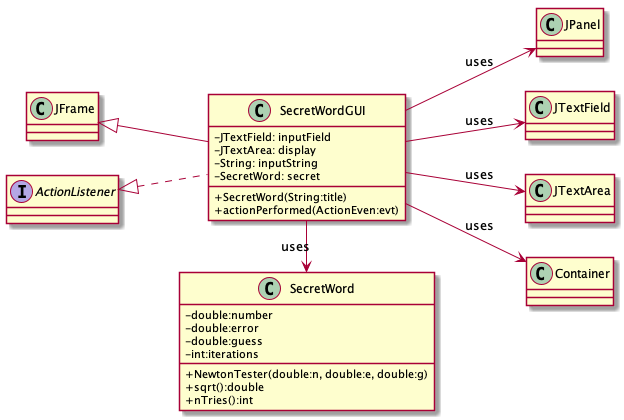 C JPanel
uses
C JFrame
C SecretWordGUI
–JTextField: inputField
–JTextArea: display
–String: inputString
–SecretWord: secret
+SecretWord(String:title)
+actionPerformed(ActionEven:evt)
uses
C JTextField
I ActionListener
uses
C JTextArea
uses
C Container
uses
C SecretWord
–double:number
–double:error
–double:guess
–int:iterations
+NewtonTester(double:n, double:e, double:g)
+sqrt():double
+nTries():int